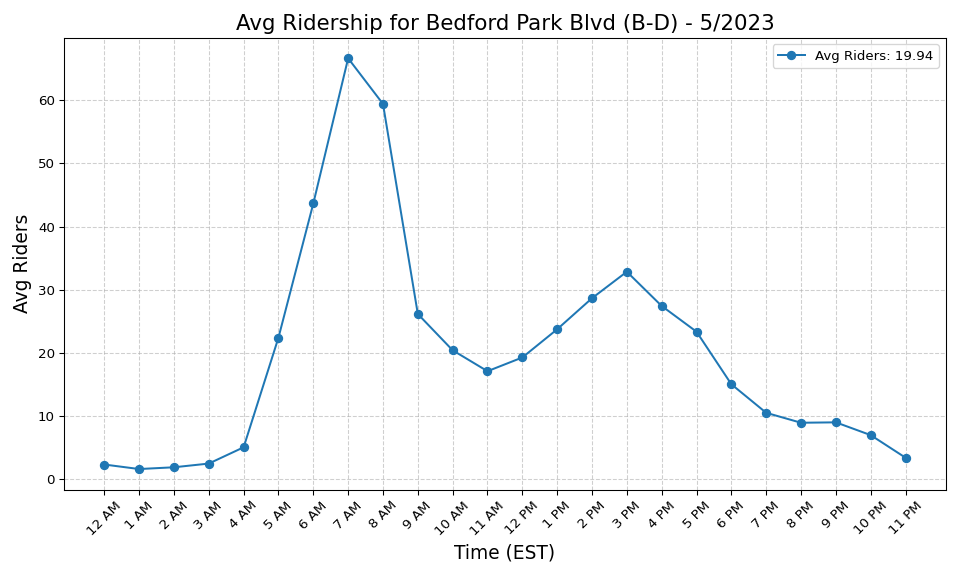 Avg Ridership for Bedford Park Blvd (B-D) - 5/2023
Avg Riders: 19.94
Avg Riders
60
50
40
30
20
10
0
12 AM
1 AM
2 AM
3 AM
4 AM
5 AM
6 AM
7 AM
8 AM
9 AM
10 AM
11 AM
12 PM
1 PM
2 PM
3 PM
4 PM
5 PM
6 PM
7 PM
8 PM
9 PM
10 PM
11 PM
Time (EST)